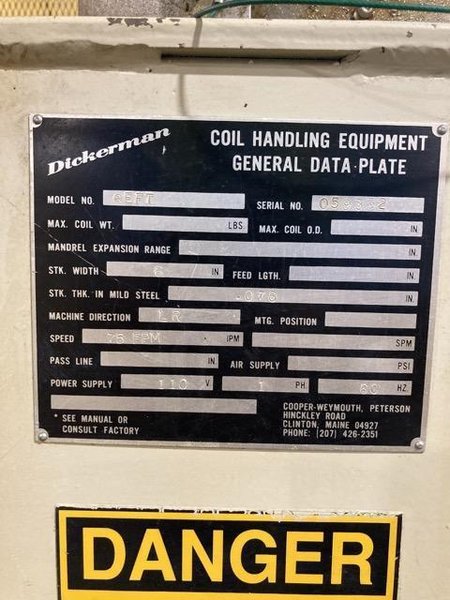 Dickerman
COIL HANDLING EQUIPMENT
GENERAL DATA PLATE
MODEL NO. SERIAL NO.
MAX. COIL WT. LBS MAX. COIL O.D. IN.
MANDREL EXPANSION RANGE IN.
STK. WIDTH 6 IN FEED LGTH. IN.
STK. THK. IN MILD STEEL .078 IN.
MACHINE DIRECTION LR MTG. POSITION
SPEED 75 FPM IPM SPM
PASS LINE IN AIR SUPPLY PSI
POWER SUPPLY 110 V 1 PH. 60 HZ
* SEE MANUAL OR
CONSULT FACTORY
COOPER-WEYMOUTH, PETERSON
HINCKLEY ROAD
CLINTON, MAINE 04927
PHONE: (207) 426-2351
DANGER